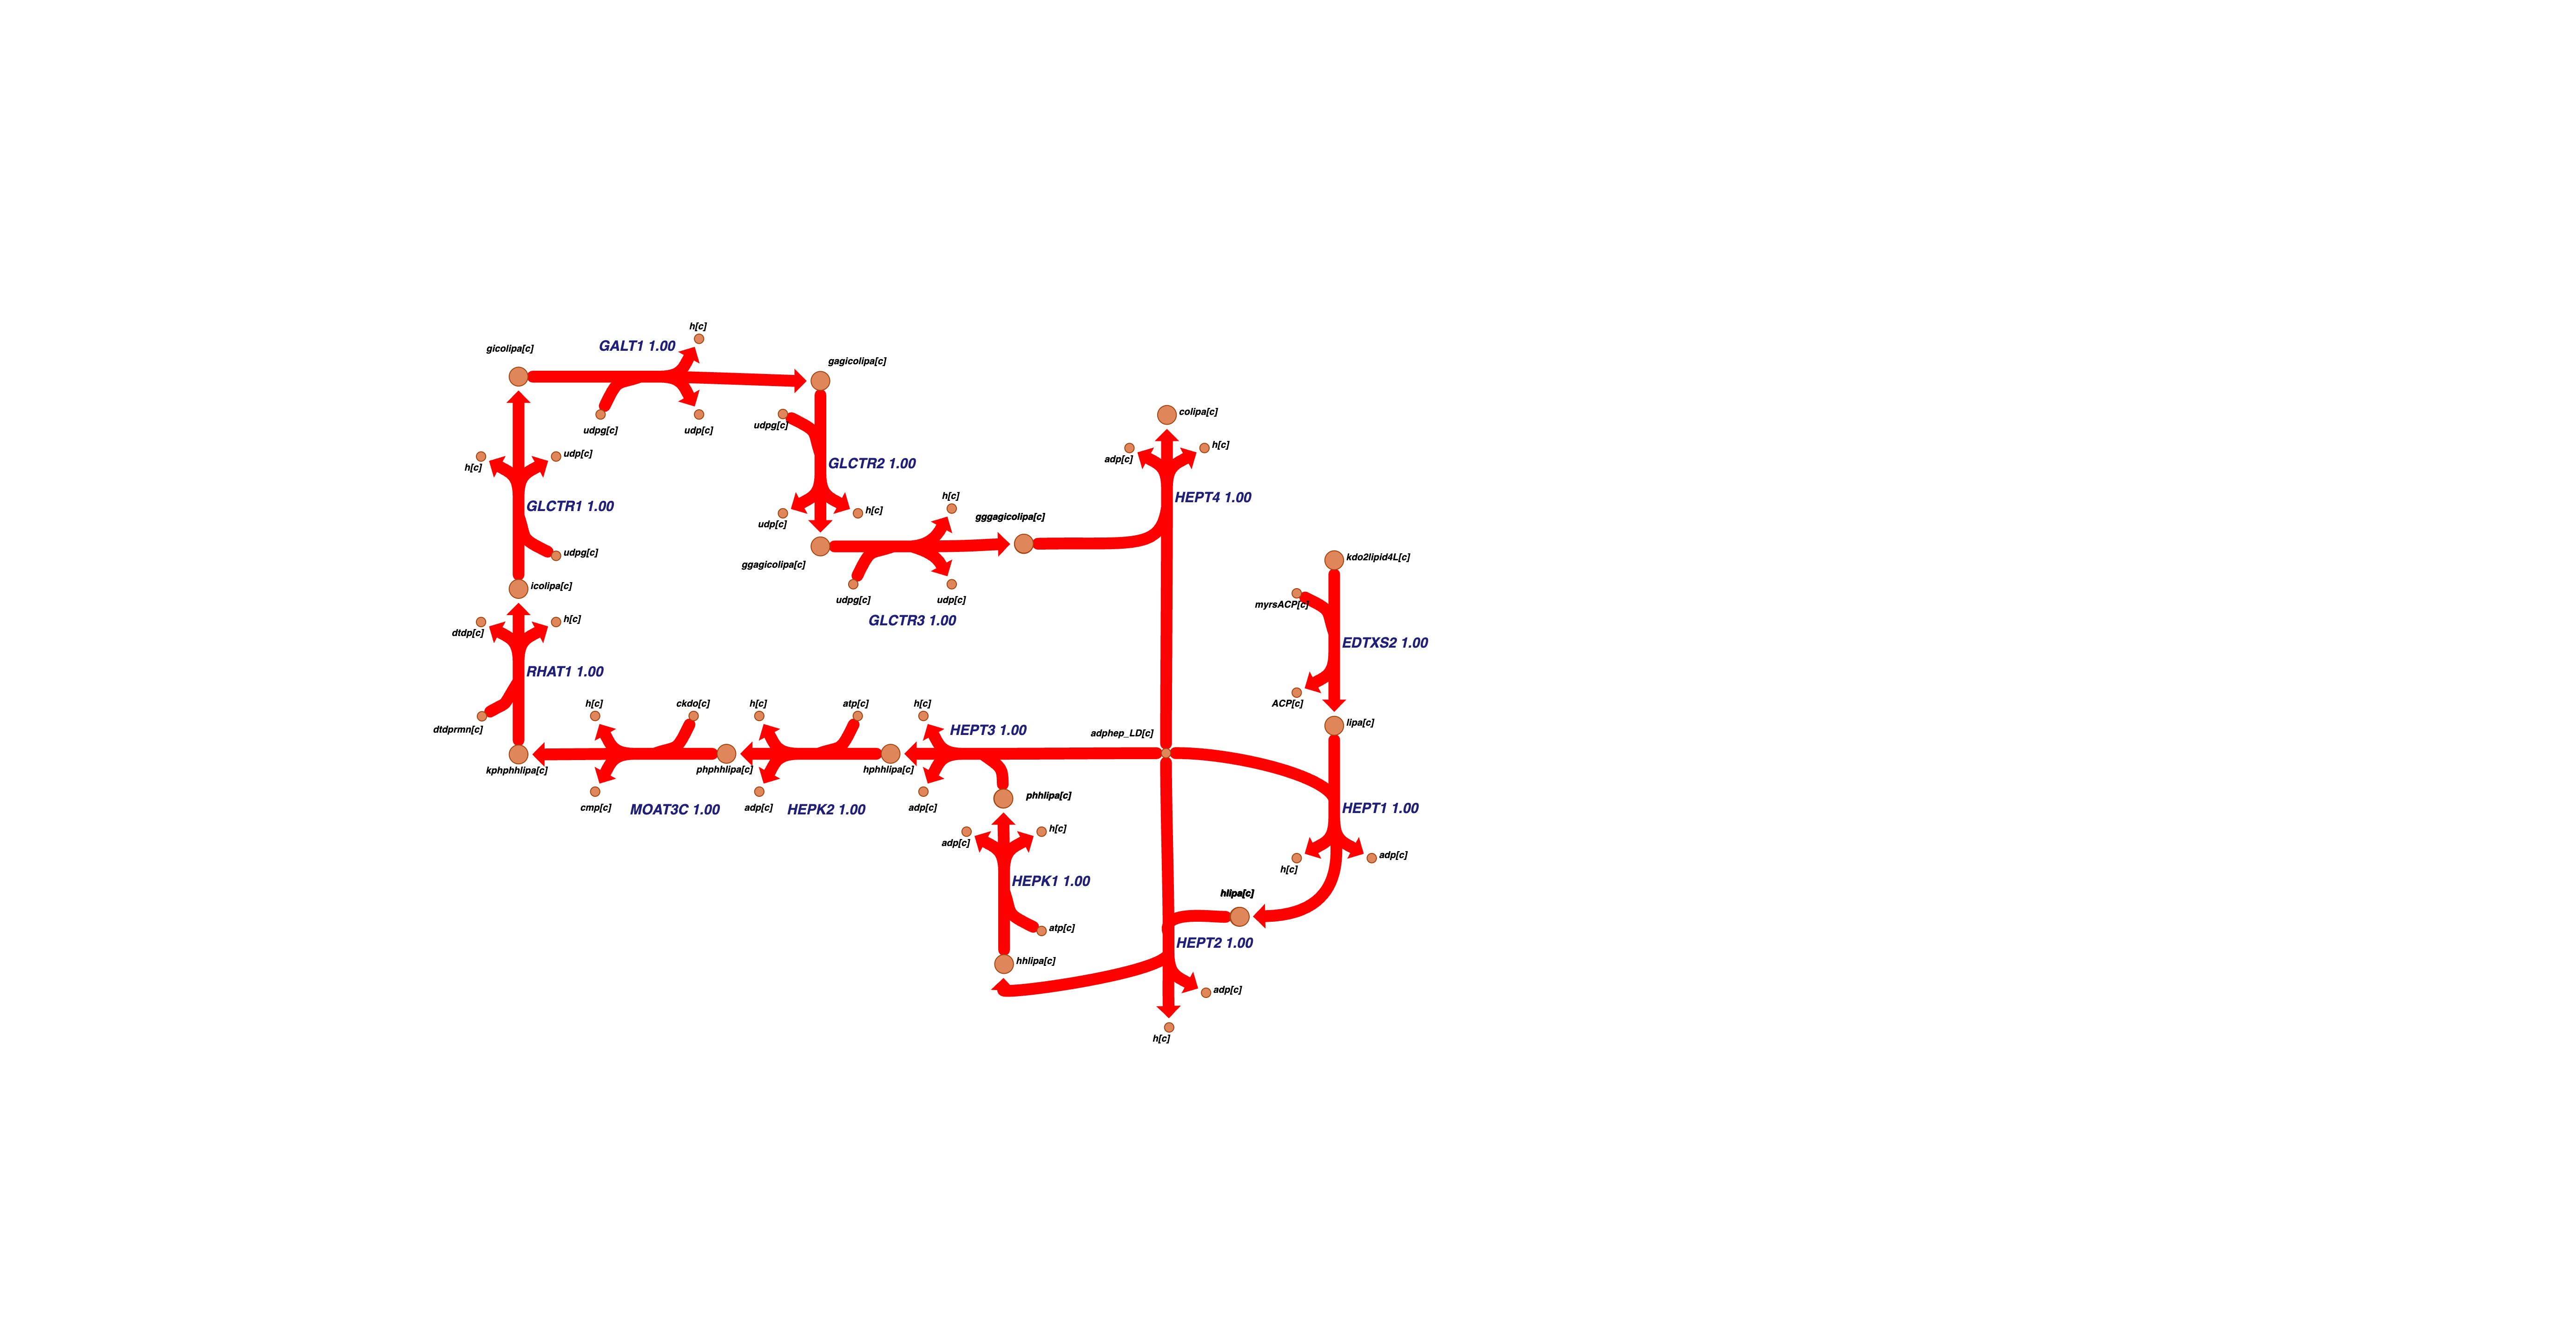 h[c]
GALT1 1.00
gicolipa[c]
gagicolipa[c]
colipa[c]
udpg[c]
udpg[c]
udp[c]
h[c]
udp[c]
adp[c]
GLCTR2 1.00
h[c]
h[c]
HEPT4 1.00
GLCTR1 1.00
h[c]
gggagicolipa[c]
udp[c]
udpg[c]
kdo2lipid4L[c]
ggagicolipa[c]
icolipa[c]
udpg[c]
udp[c]
myrsACP[c]
h[c]
GLCTR3 1.00
dtdp[c]
EDTXS2 1.00
RHAT1 1.00
h[c]
ckdo[c]
h[c]
atp[c]
h[c]
ACP[c]
lipa[c]
dtdprmn[c]
HEPT3 1.00
adphep_LD[c]
kphphhlipa[c]
phphhlipa[c]
hphhlipa[c]
phhlipa[c]
cmp[c]
MOAT3C 1.00
adp[c]
HEPK2 1.00
adp[c]
HEPT1 1.00
h[c]
adp[c]
adp[c]
h[c]
HEPK1 1.00
hlipa[c]
atp[c]
HEPT2 1.00
hhlipa[c]
adp[c]
h[c]